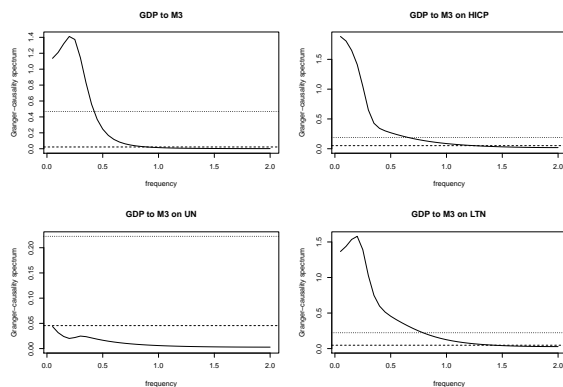 GDP to M3
Granger−causality spectrum
0.0 0.2 0.4 0.6 0.8 1.0 1.2 1.4
0.0 0.5 1.0 1.5 2.0
frequency
GDP to M3 on HICP
Granger−causality spectrum
0.0 0.5 1.0 1.5
0.0 0.5 1.0 1.5 2.0
frequency
GDP to M3 on UN
Granger−causality spectrum
0.00 0.05 0.10 0.15 0.20
0.0 0.5 1.0 1.5 2.0
frequency
GDP to M3 on LTN
Granger−causality spectrum
0.0 0.5 1.0 1.5
0.0 0.5 1.0 1.5 2.0
frequency